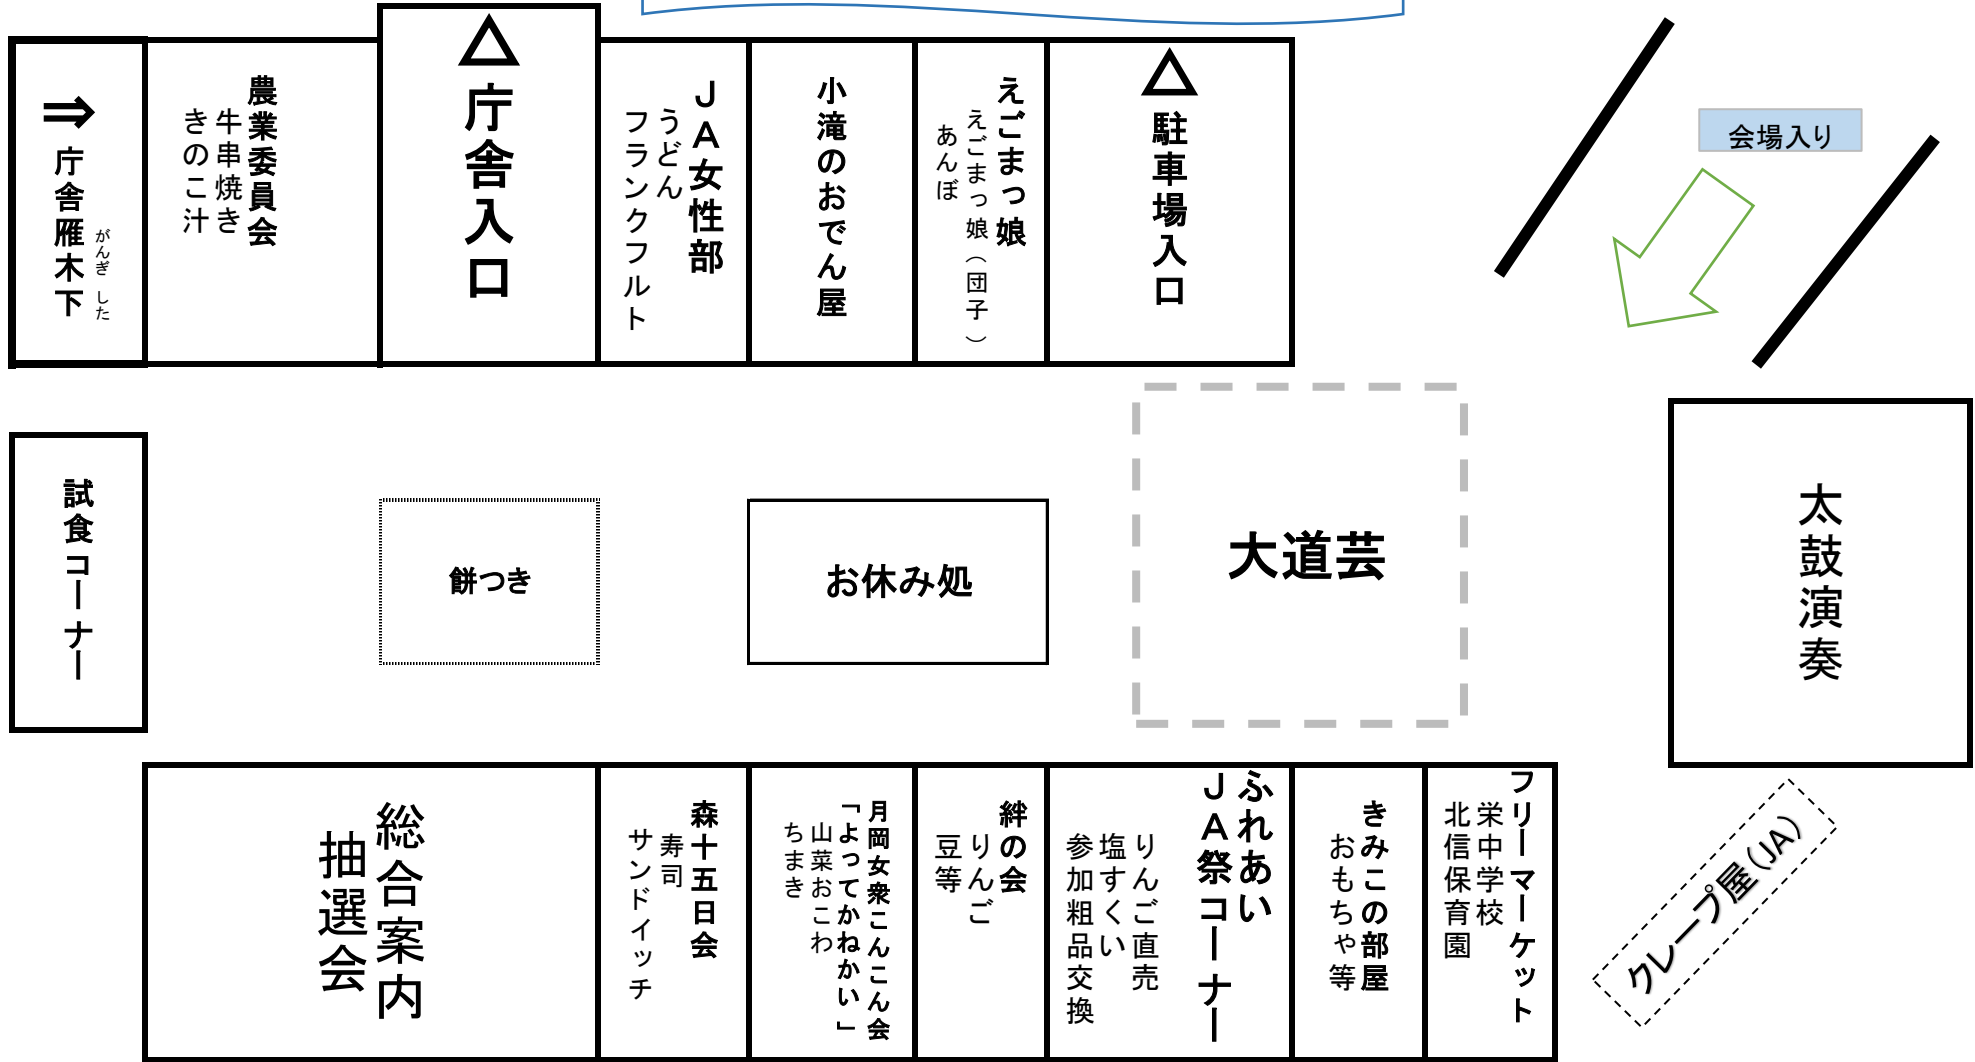 ⇒庁舎雁木下
がんぎ した
農業委員会
牛串焼き
きのこ汁
△庁舎入口
ＪＡ女性部
うどん
フランクフルト
小滝のおでん屋
えごまっ娘
えごまっ娘（団子）
あんぼ
△駐車場入口
会場入り
試食コーナー
餅つき
お休み処
大道芸
太鼓演奏
総合案内
抽選会
森十五日会
寿司
サンドイッチ
月岡女衆こんこん会
「よってかねかい」
山菜おこわ
ちまき
絆の会
りんご
豆等
ふれあい
ＪＡ祭コーナー
りんご直売
塩すくい
参加粗品交換
きみこの部屋
おもちゃ等
フリーマーケット
栄中学校
北信保育園
クレープ屋（JA）